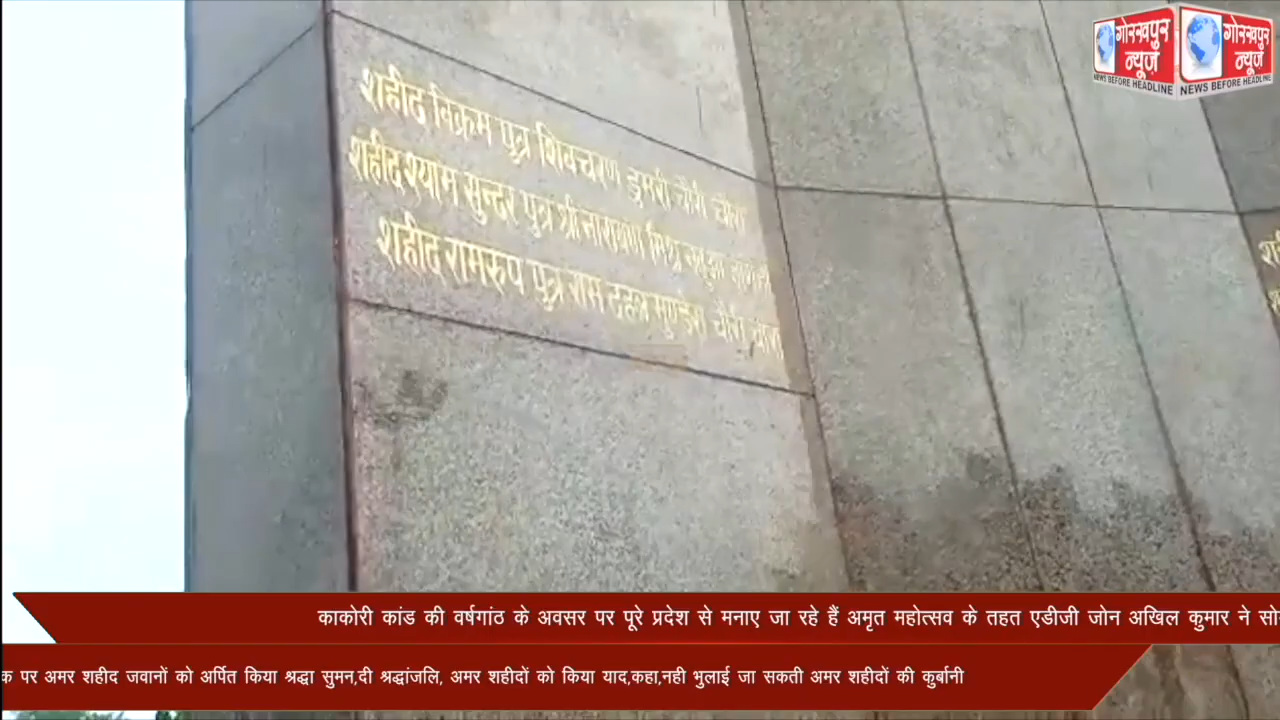 गोरखपुर
न्यूज़
NEWS BEFORE HEADLINE
गोरखपुर
न्यूज़
NEWS BEFORE HEADLINE
शहीद विक्रम पुत्र शिवचरण डुमरी चौरी चौरा
शहीद श्याम सुन्दर पुत्र श्री नारायण मिश्र
शहीद रामरुप पुत्र राम टहल मुण्डेरा चौरी चौरा
काकोरी कांड की वर्षगांठ के अवसर पर पूरे प्रदेश से मनाए जा रहे हैं अमृत महोत्सव के तहत एडीजी जोन अखिल कुमार ने
क पर अमर शहीद जवानों को अर्पित किया श्रद्धा सुमन,दी श्रद्धांजलि, अमर शहीदों को किया याद,कहा,नही भुलाई जा सकती अमर शहीदों की कुर्बानी